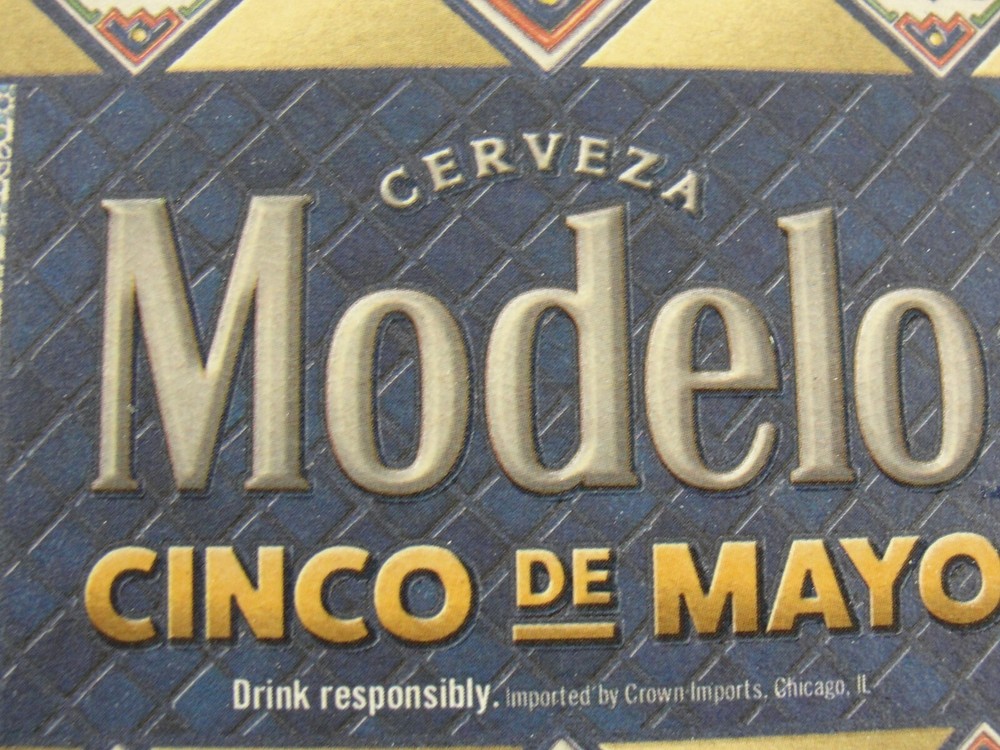 CERVEZA
Modelo
CINCO DE MAYO
Drink responsibly. Imported by Crown Imports. Chicago, IL